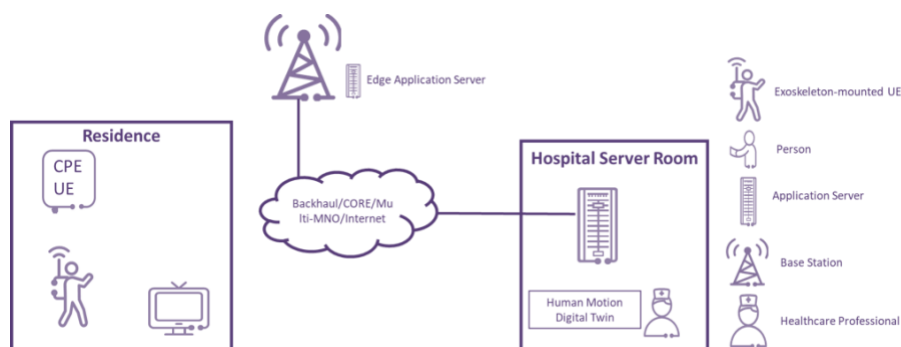 Edge Application Server
Residence
CPE
UE
Backhaul/CORE/Mu
lti-MNO/Internet
Hospital Server Room
Human Motion
Digital Twin
Exoskeleton-mounted UE
Person
Application Server
Base Station
Healthcare Professional